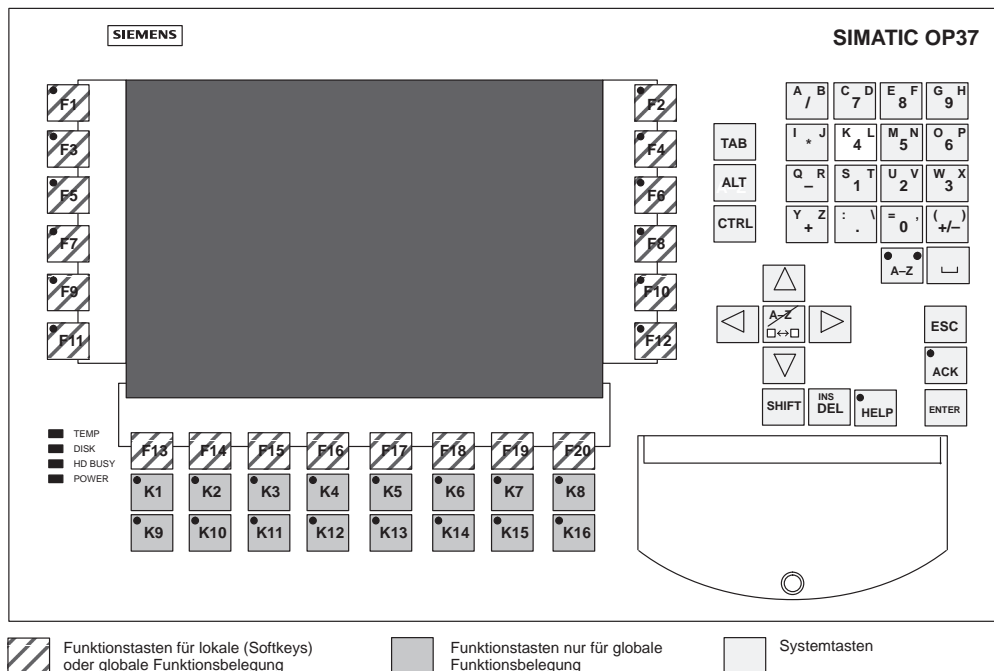 SIEMENS
SIMATIC OP37
F1 F2
F3 F4
F5 F6
F7 F8
F9 F10
F11 F12
A B / C D 7 E F 8 G H 9
TAB I J * K L 4 M N 5 O P 6
ALT Q R – S T 1 U V 2 W X 3
CTRL Y Z + : \ . = , 0 ( ) +/–
A–Z
A–Z
ESC
ACK
SHIFT INS DEL HELP ENTER
TEMP
DISK
HD BUSY
POWER
F13 F14 F15 F16 F17 F18 F19 F20
K1 K2 K3 K4 K5 K6 K7 K8
K9 K10 K11 K12 K13 K14 K15 K16
Funktionstasten für lokale (Softkeys)
oder globale Funktionsbelegung
Funktionstasten nur für globale
Funktionsbelegung
Systemtasten